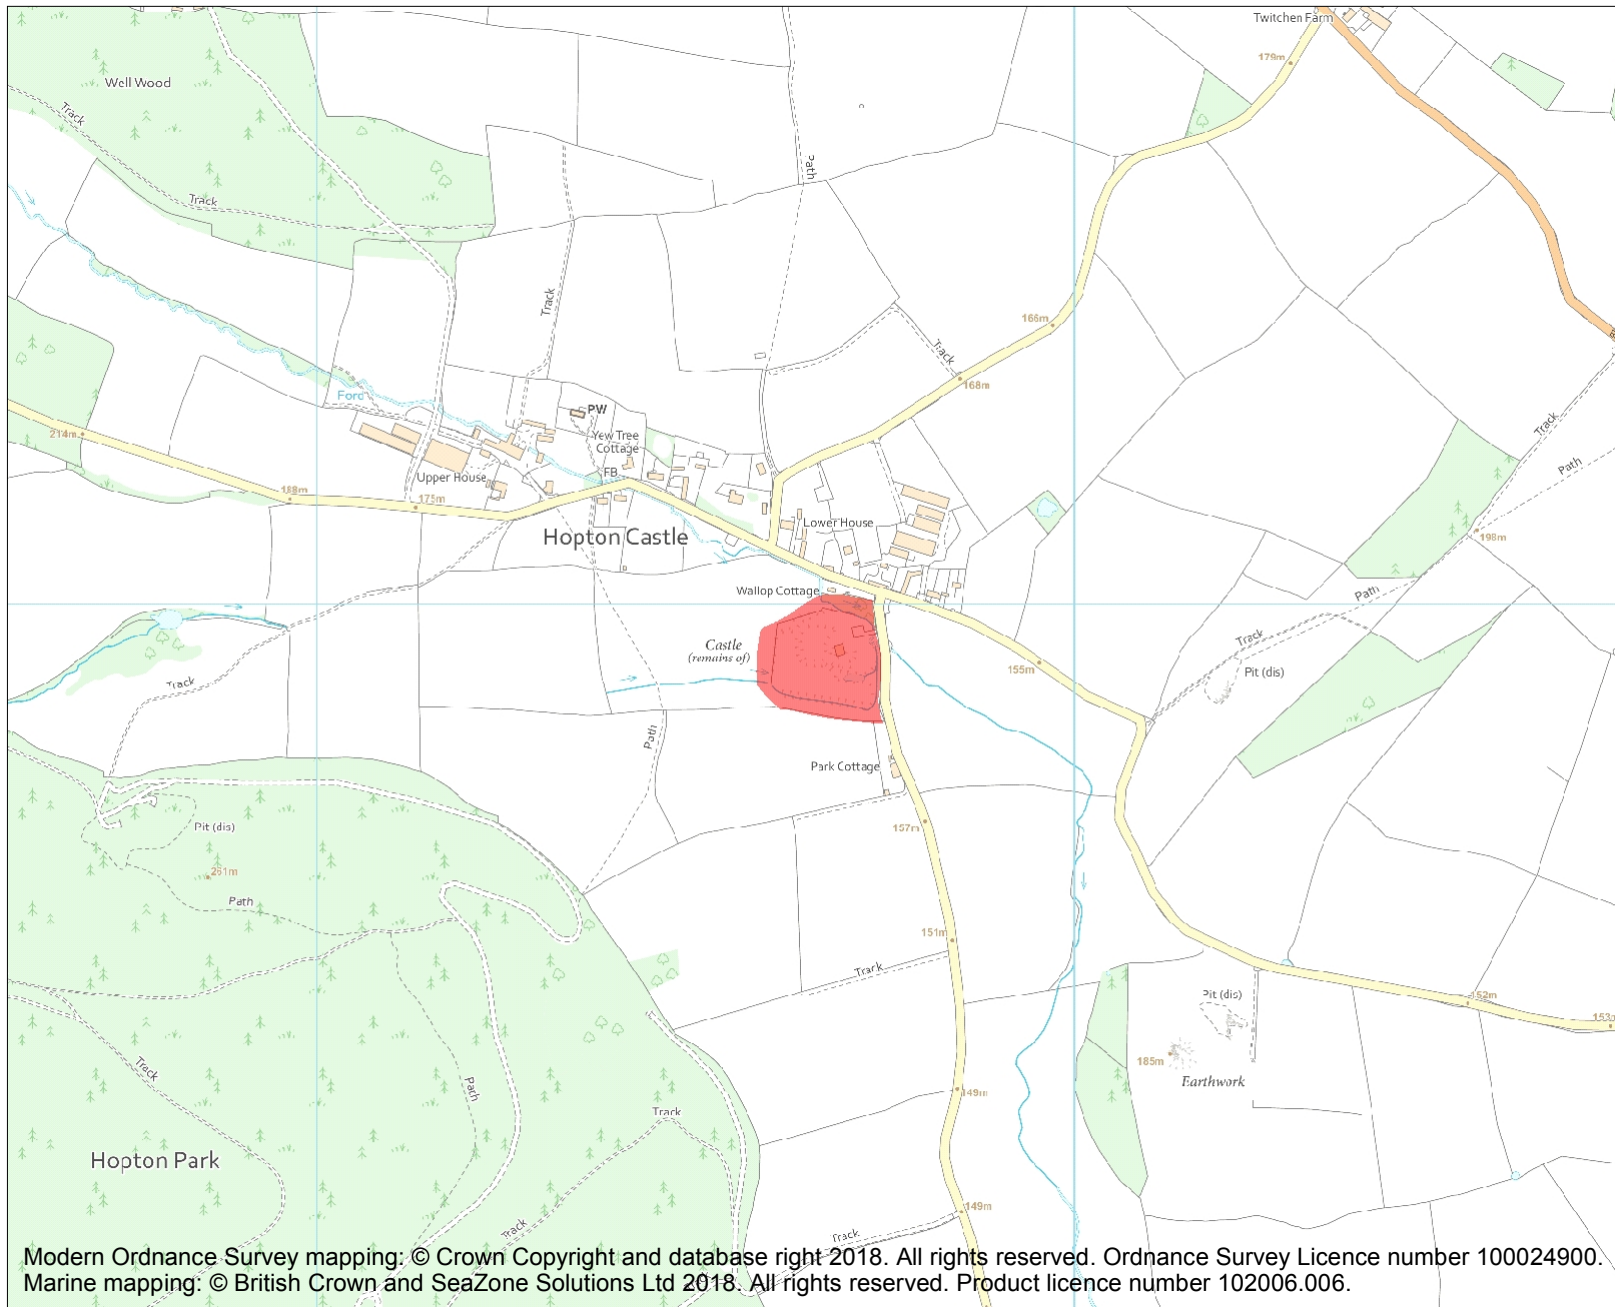 Twitchen Farm
179m
Well Wood
Track
Path
Track
Track
166m
Track
168m
Ford
PW
214m
Yew Tree
Cottage
Track
Path
FB
Upper House
188m
175m
Lower House
Hopton Castle
198m
Wallop Cottage
Path
Track
Castle
(remains of)
155m
Pit (dis)
Track
Path
Park Cottage
Pit (dis)
157m
261m
Path
151m
Track
Pit (dis)
152m
153m
185m
Earthwork
Track
Path
149m
Track
Hopton Park
149m
Track
Track
Modern Ordnance Survey mapping: © Crown Copyright and database right 2018. All rights reserved. Ordnance Survey Licence number 100024900.
Marine mapping: © British Crown and SeaZone Solutions Ltd 2018. All rights reserved. Product licence number 102006.006.